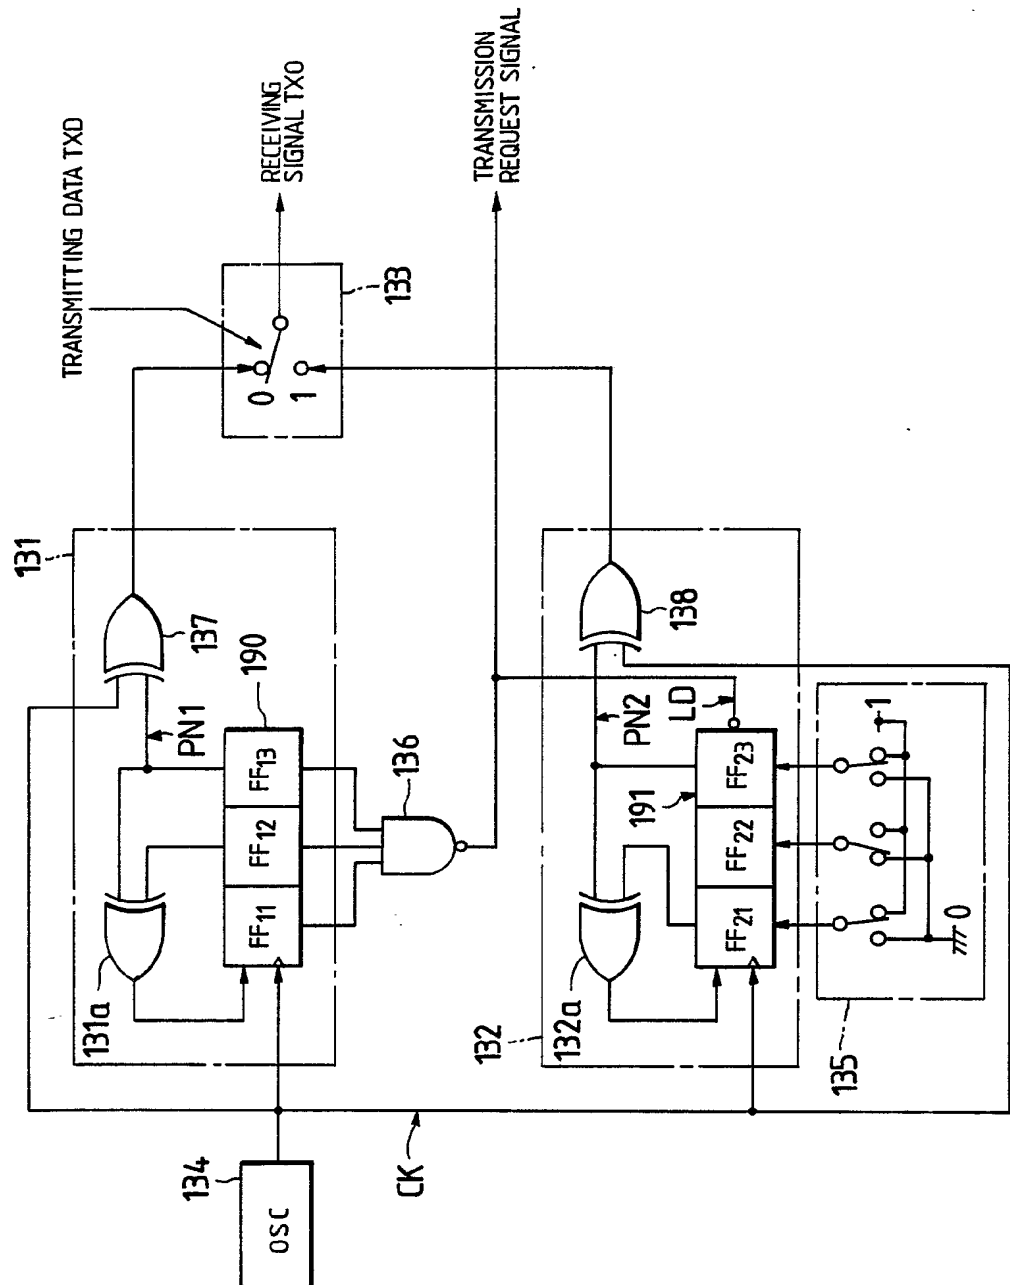 TRANSMITTING DATA TXD
RECEIVING
SIGNAL TXO
TRANSMISSION
REQUEST SIGNAL
0
1
133
131
137
PN1
190
FF13
FF12
FF11
131a
136
138
PN2
LD
191
FF23
FF22
FF21
132a
132
1
0
135
134
OSC
CK